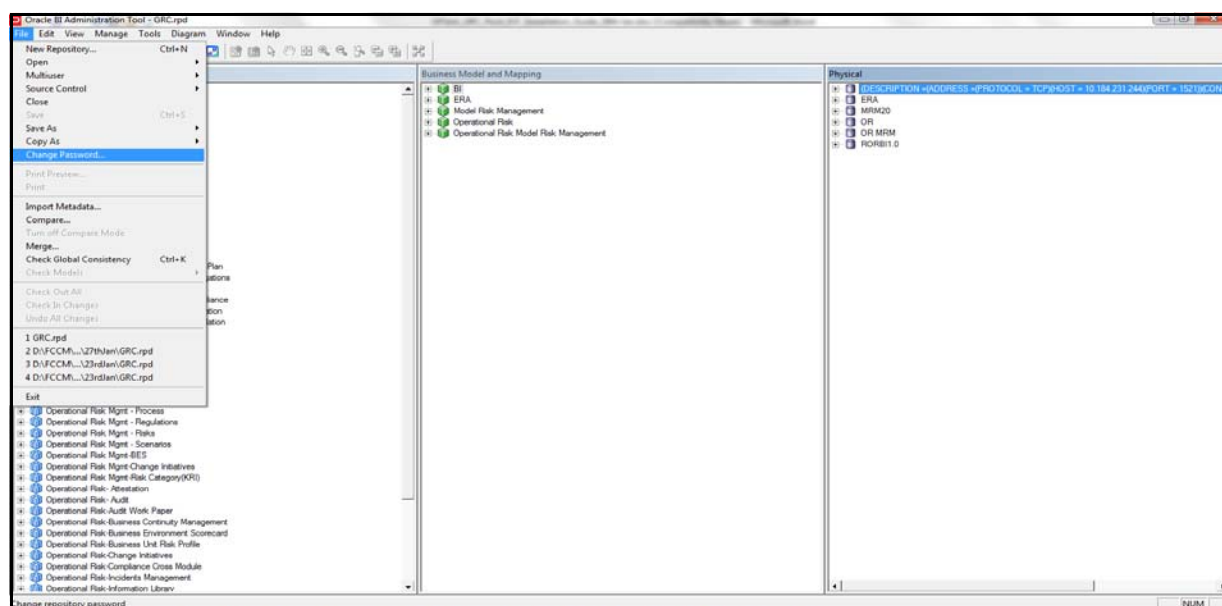 Oracle BI Administration Tool - GRC.rpd
File Edit View Manage Tools Diagram Window Help
New Repository... Ctrl+N
Open
Multiuser
Source Control
Close
Save Ctrl+S
Save As
Copy As
Change Password...
Print Preview...
Print
Import Metadata...
Compare...
Turn off Compare Mode
Merge...
Check Global Consistency Ctrl+K
Check Models
Check Out All
Check In Changes
Undo All Changes
1 GRC.rpd
2 D:\FCCM\...\27thJan\GRC.rpd
3 D:\FCCM\...\23rdJan\GRC.rpd
4 D:\FCCM\...\23rdJan\GRC.rpd
Exit
Plan
ations
liance
tion
lation
Operational Risk Mgmt - Process
Operational Risk Mgmt - Regulations
Operational Risk Mgmt - Risks
Operational Risk Mgmt - Scenarios
Operational Risk Mgmt-BES
Operational Risk Mgmt-Change Initiatives
Operational Risk Mgmt-Risk Category(KRI)
Operational Risk- Attestation
Operational Risk- Audit
Operational Risk-Audit Work Paper
Operational Risk-Business Continuity Management
Operational Risk-Business Environment Scorecard
Operational Risk-Business Unit Risk Profile
Operational Risk-Change Initiatives
Operational Risk-Compliance Cross Module
Operational Risk-Incidents Management
Operational Risk-Information Library
Business Model and Mapping
BI
ERA
Model Risk Management
Operational Risk
Operational Risk Model Risk Management
Physical
(DESCRIPTION =(ADDRESS =(PROTOCOL = TCP)(HOST = 10.184.231.244)(PORT = 1521))(CON
ERA
MRM20
OR
OR MRM
RORBI1.0
Change repository password
NUM